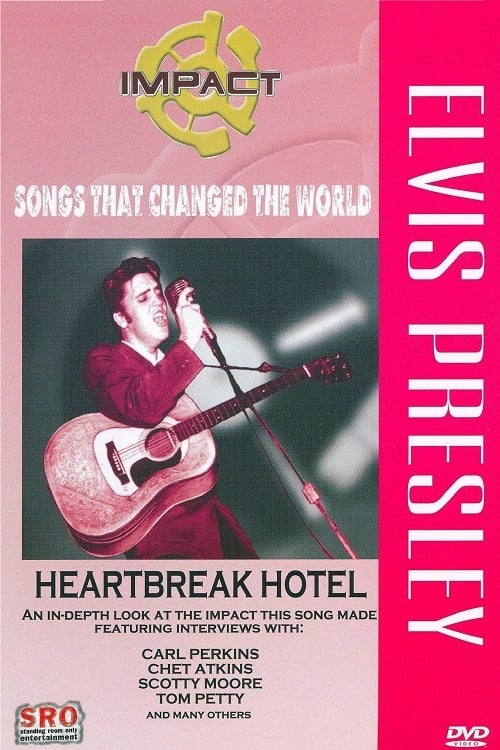 IMPACT
SONGS THAT CHANGED THE WORLD
ELVIS PRESLEY
HEARTBREAK HOTEL
AN IN-DEPTH LOOK AT THE IMPACT THIS SONG MADE
FEATURING INTERVIEWS WITH:
CARL PERKINS
CHET ATKINS
SCOTTY MOORE
TOM PETTY
AND MANY OTHERS
SRO
standing room only
entertainment
DVD
VIDEO